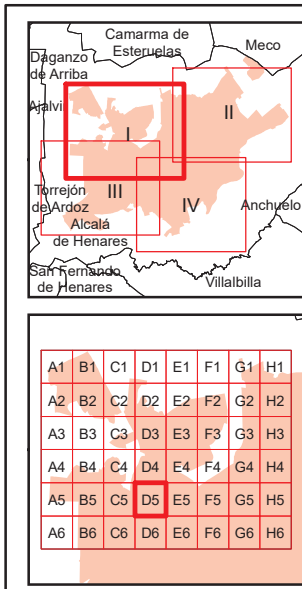 Camarma de
Esteruelas
Meco
Daganzo
de Arriba
Ajalvi
I
II
Torrejón
de Ardoz
III
IV
Anchuelo
Alcalá
de Henares
San Fernando
de Henares
Villalbilla
A1 B1 C1 D1 E1 F1 G1 H1
A2 B2 C2 D2 E2 F2 G2 H2
A3 B3 C3 D3 E3 F3 G3 H3
A4 B4 C4 D4 E4 F4 G4 H4
A5 B5 C5 D5 E5 F5 G5 H5
A6 B6 C6 D6 E6 F6 G6 H6